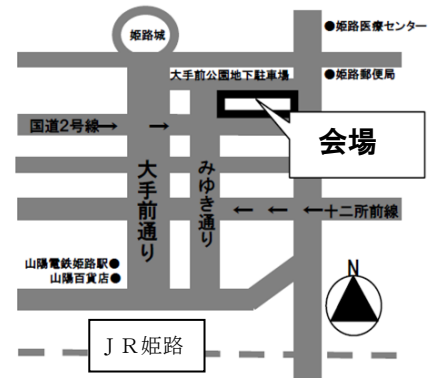 姫路城
●姫路医療センター
大手前公園地下駐車場
●姫路郵便局
国道2号線→ →
会場
大手前通り
みゆき通り
← ← ←十二所前線
山陽電鉄姫路駅●
山陽百貨店●
N
ＪＲ姫路